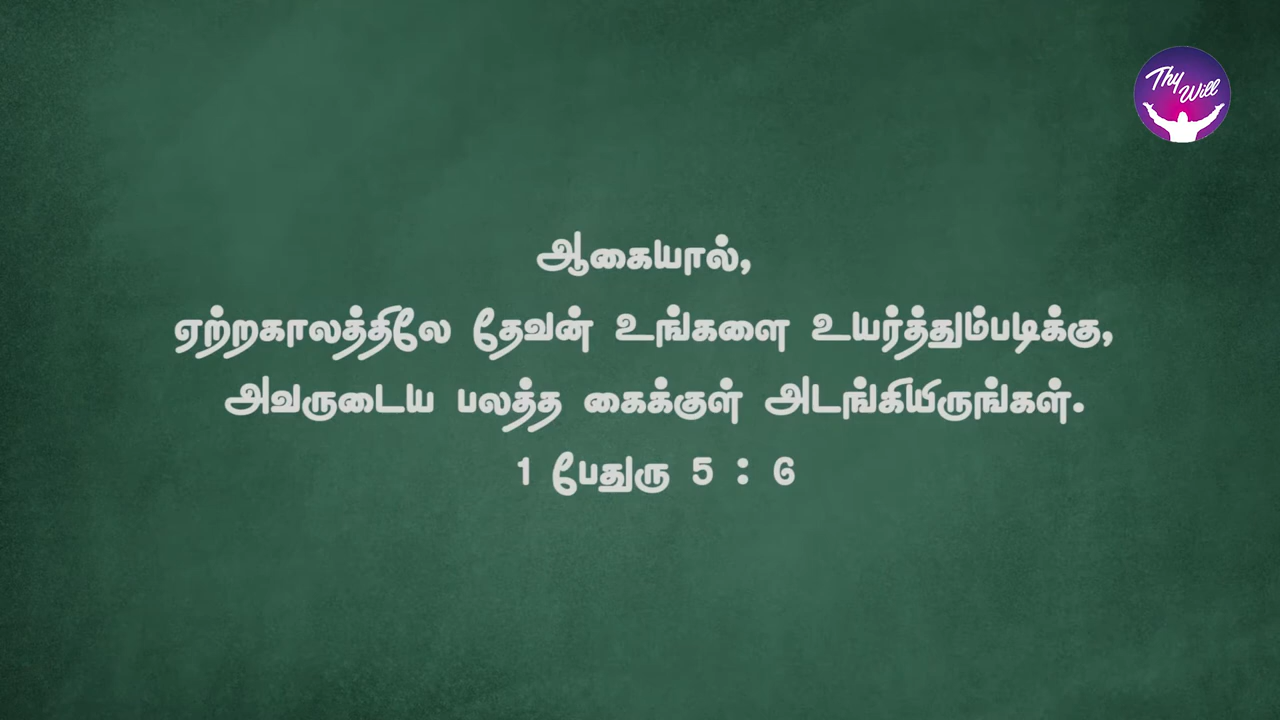 Thy
Will
ஆகையால்,
ஏற்றகாலத்திலே தேவன் உங்களை உயர்த்தும்படிக்கு,
அவருடைய பலத்த கைக்குள் அடங்கியிருங்கள்.
1 பேதுரு 5 : 6